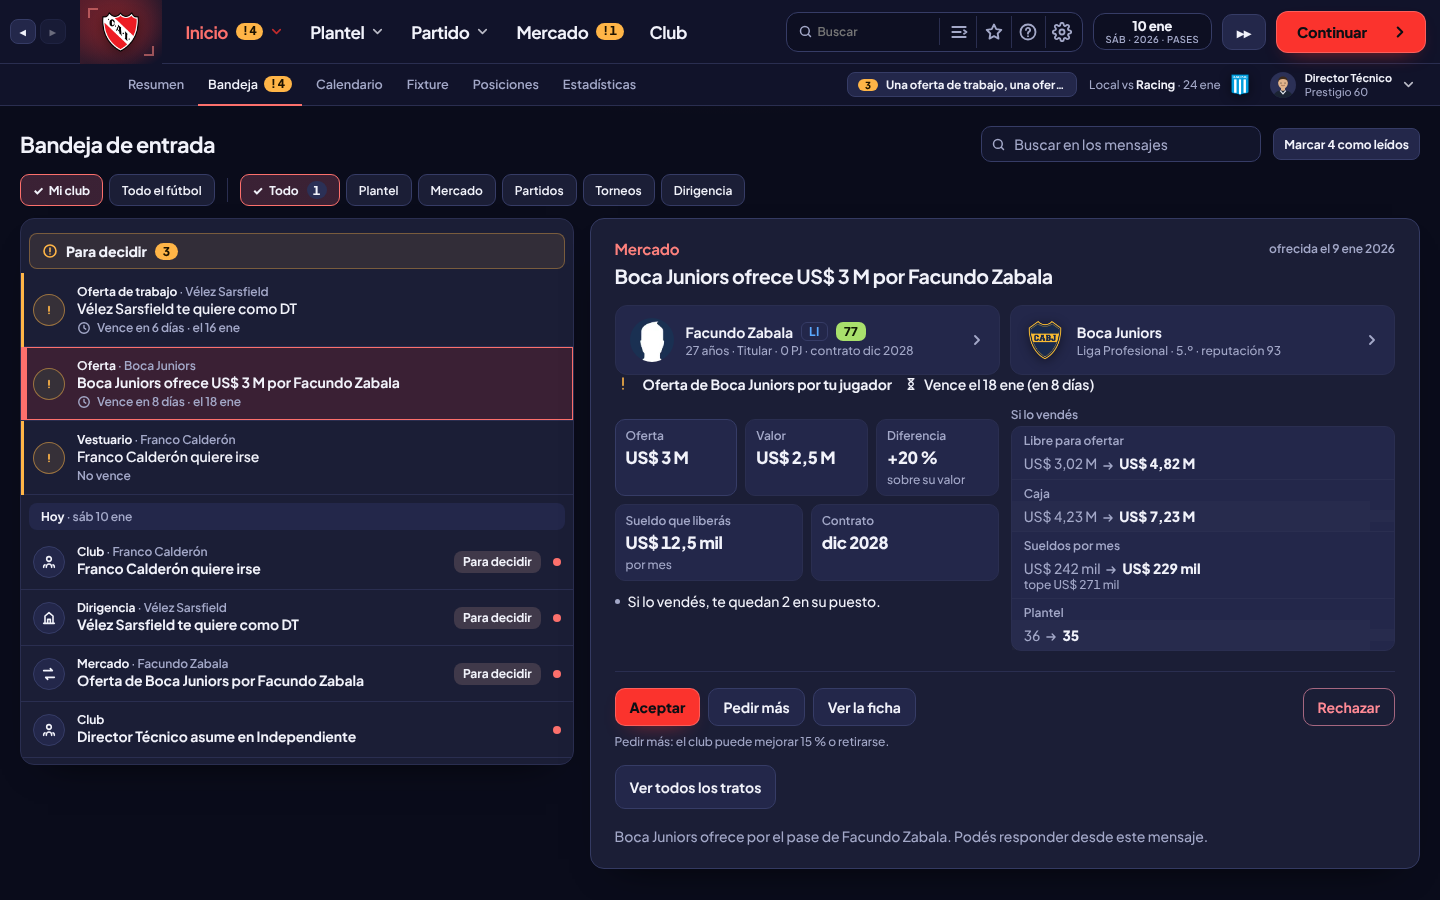 Inicio !4
Plantel
Partido
Mercado !1
Club
Buscar
10 ene
SÁB · 2026 · PASES
Continuar
Resumen
Bandeja !4
Calendario
Fixture
Posiciones
Estadísticas
3 Una oferta de trabajo, una ofer…
Local vs Racing · 24 ene
Director Técnico
Prestigio 60
Bandeja de entrada
Buscar en los mensajes
Marcar 4 como leídos
Mi club
Todo el fútbol
Todo 1
Plantel
Mercado
Partidos
Torneos
Dirigencia
Para decidir 3
! Oferta de trabajo · Vélez Sarsfield
Vélez Sarsfield te quiere como DT
Vence en 6 días · el 16 ene
! Oferta · Boca Juniors
Boca Juniors ofrece US$ 3 M por Facundo Zabala
Vence en 8 días · el 18 ene
! Vestuario · Franco Calderón
Franco Calderón quiere irse
No vence
Hoy · sáb 10 ene
Club · Franco Calderón
Franco Calderón quiere irse
Para decidir
Dirigencia · Vélez Sarsfield
Vélez Sarsfield te quiere como DT
Para decidir
Mercado · Facundo Zabala
Oferta de Boca Juniors por Facundo Zabala
Para decidir
Club
Director Técnico asume en Independiente
Mercado
ofrecida el 9 ene 2026
Boca Juniors ofrece US$ 3 M por Facundo Zabala
Facundo Zabala LI 77
27 años · Titular · 0 PJ · contrato dic 2028
CABJ
Boca Juniors
Liga Profesional · 5.º · reputación 93
! Oferta de Boca Juniors por tu jugador Vence el 18 ene (en 8 días)
Oferta
US$ 3 M
Valor
US$ 2,5 M
Diferencia
+20 %
sobre su valor
Sueldo que liberás
US$ 12,5 mil
por mes
Contrato
dic 2028
• Si lo vendés, te quedan 2 en su puesto.
Si lo vendés
Libre para ofertar
US$ 3,02 M → US$ 4,82 M
Caja
US$ 4,23 M → US$ 7,23 M
Sueldos por mes
US$ 242 mil → US$ 229 mil
tope US$ 271 mil
Plantel
36 → 35
Aceptar
Pedir más
Ver la ficha
Rechazar
Pedir más: el club puede mejorar 15 % o retirarse.
Ver todos los tratos
Boca Juniors ofrece por el pase de Facundo Zabala. Podés responder desde este mensaje.